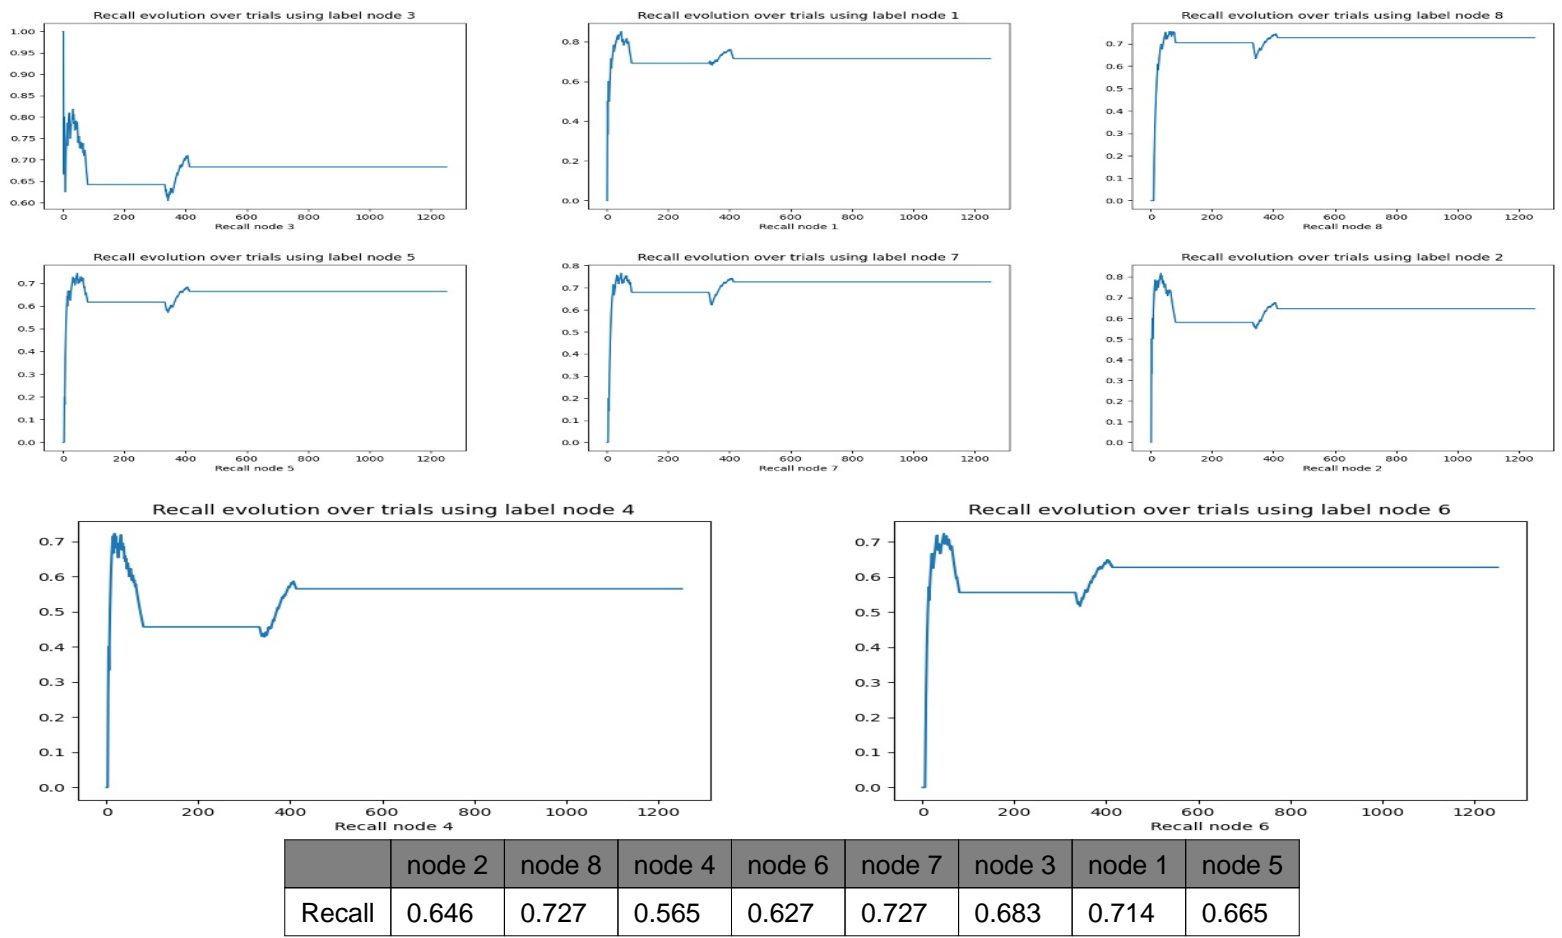 Recall evolution over trials using label node 3
1.00
0.95
0.90
0.85
0.80
0.75
0.70
0.65
0.60
0 200 400 600 800 1000 1200
Recall node 3
Recall evolution over trials using label node 1
0.8
0.6
0.4
0.2
0.0
0 200 400 600 800 1000 1200
Recall node 1
Recall evolution over trials using label node 8
0.7
0.6
0.5
0.4
0.3
0.2
0.1
0.0
0 200 400 600 800 1000 1200
Recall node 8
Recall evolution over trials using label node 5
0.7
0.6
0.5
0.4
0.3
0.2
0.1
0.0
0 200 400 600 800 1000 1200
Recall node 5
Recall evolution over trials using label node 7
0.8
0.7
0.6
0.5
0.4
0.3
0.2
0.1
0.0
0 200 400 600 800 1000 1200
Recall node 7
Recall evolution over trials using label node 2
0.8
0.7
0.6
0.5
0.4
0.3
0.2
0.1
0.0
0 200 400 600 800 1000 1200
Recall node 2
Recall evolution over trials using label node 4
0.7
0.6
0.5
0.4
0.3
0.2
0.1
0.0
0 200 400 600 800 1000 1200
Recall node 4
Recall evolution over trials using label node 6
0.7
0.6
0.5
0.4
0.3
0.2
0.1
0.0
0 200 400 600 800 1000 1200
Recall node 6
node 2 node 8 node 4 node 6 node 7 node 3 node 1 node 5
Recall 0.646 0.727 0.565 0.627 0.727 0.683 0.714 0.665